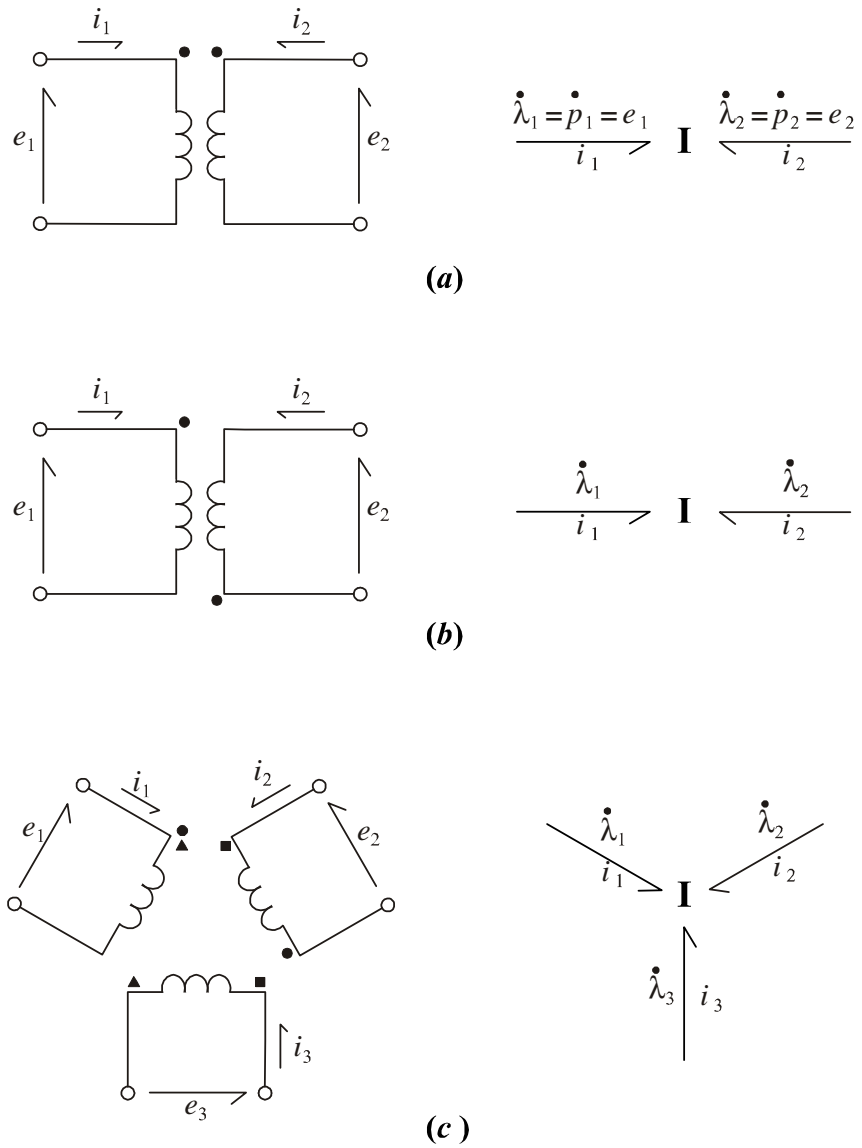 i₁ i₂
e₁ e₂
λ̇₁ = ṗ₁ = e₁ λ̇₂ = ṗ₂ = e₂
i₁ I i₂
(a)
i₁ i₂
e₁ e₂
λ̇₁ λ̇₂
i₁ I i₂
(b)
i₁ i₂
e₁ e₂
i₃
e₃
λ̇₁ λ̇₂
i₁ i₂
I
λ̇₃ i₃
(c )